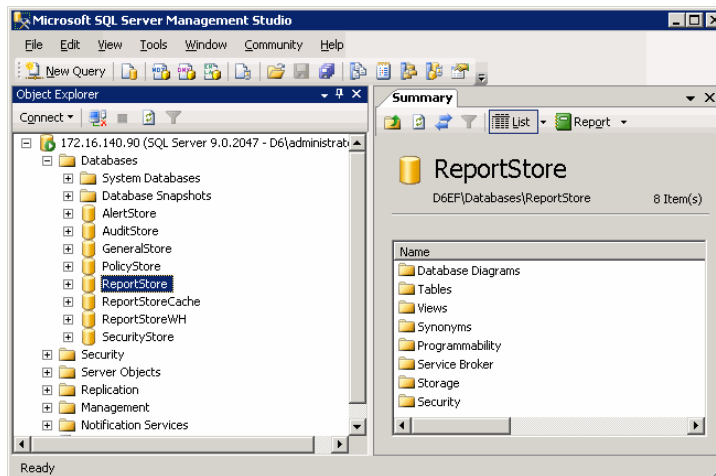 Microsoft SQL Server Management Studio
File Edit View Tools Window Community Help
New Query
Object Explorer
Connect
172.16.140.90 (SQL Server 9.0.2047 - D6\administrato
Databases
System Databases
Database Snapshots
AlertStore
AuditStore
GeneralStore
PolicyStore
ReportStore
ReportStoreCache
ReportStoreWH
SecurityStore
Security
Server Objects
Replication
Management
Notification Services
Summary
List Report
ReportStore
D6EF\Databases\ReportStore 8 Item(s)
Name
Database Diagrams
Tables
Views
Synonyms
Programmability
Service Broker
Storage
Security
Ready